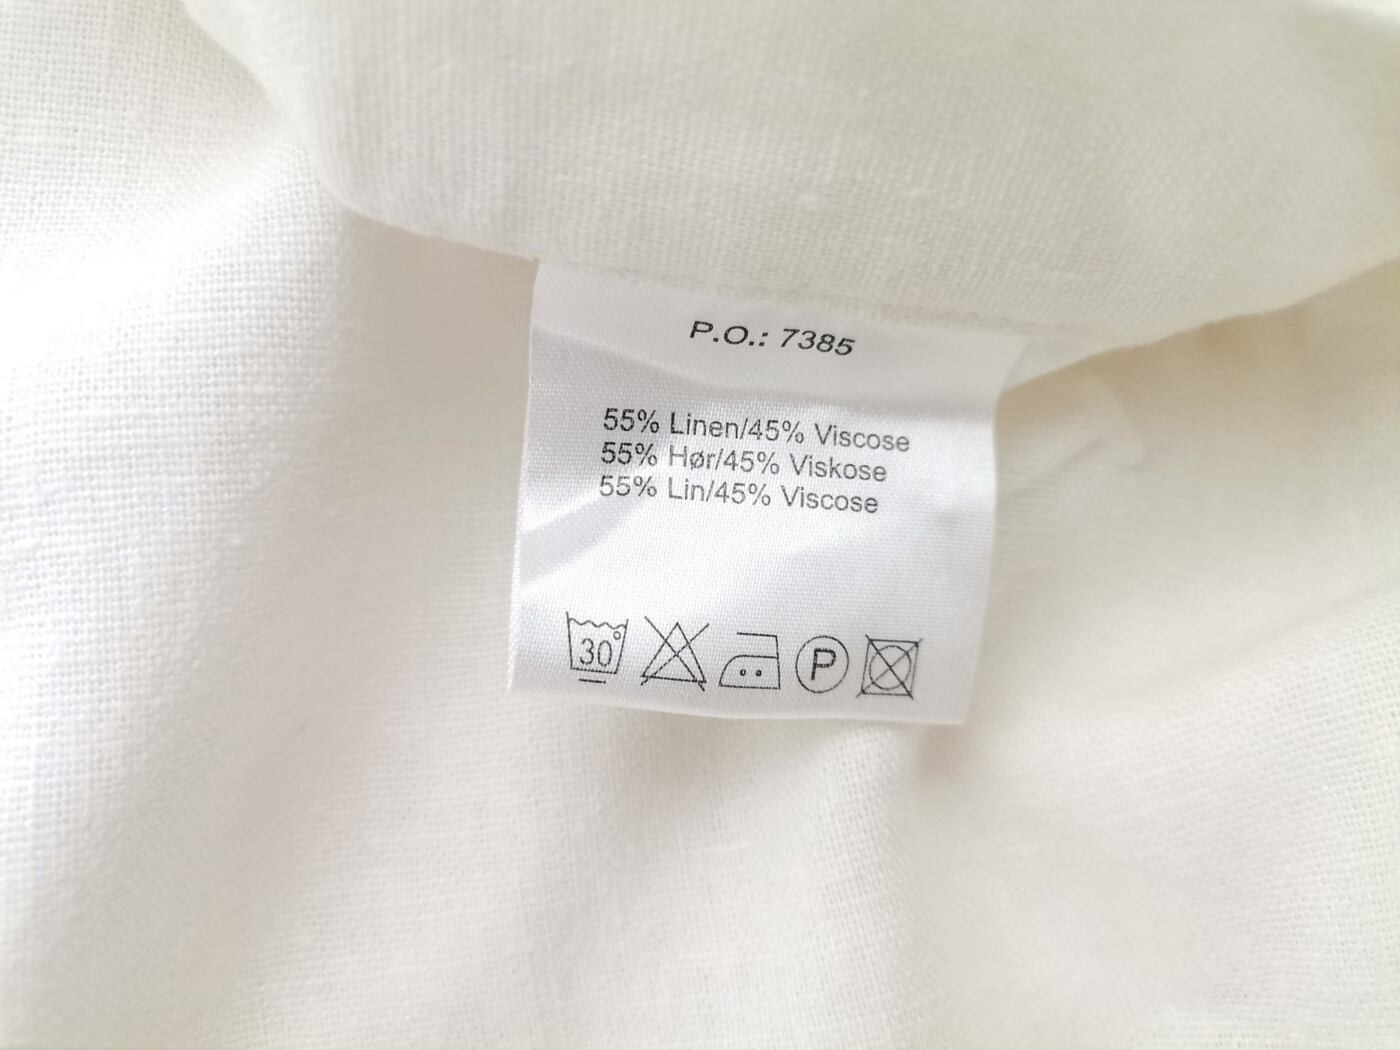 P.O.: 7385
55% Linen/45% Viscose
55% Hør/45% Viskose
55% Lin/45% Viscose
30° P